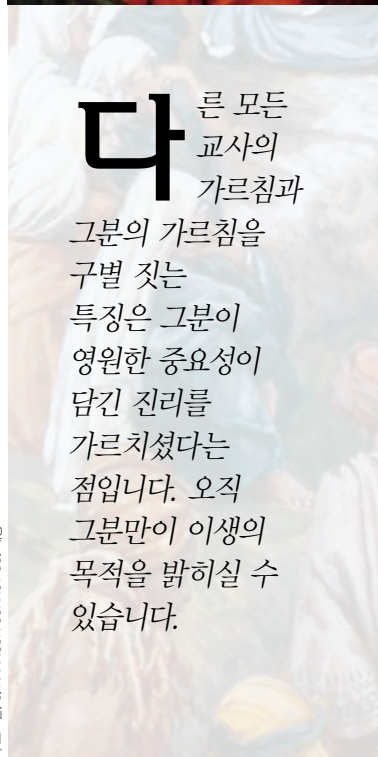 다른 모든
교사의
가르침과
그분의 가르침을
구별 짓는
특징은 그분이
영원한 중요성이
담긴 진리를
가르치셨다는
점입니다. 오직
그분만이 이생의
목적을 밝히실 수
있습니다.